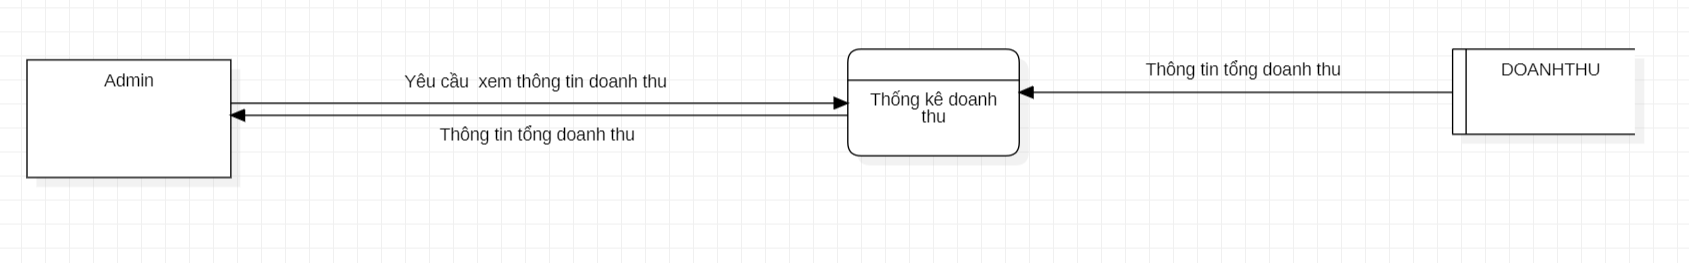 Admin
Yêu cầu  xem thông tin doanh thu
Thông tin tổng doanh thu
Thống kê doanh
thu
Thông tin tổng doanh thu
DOANHTHU